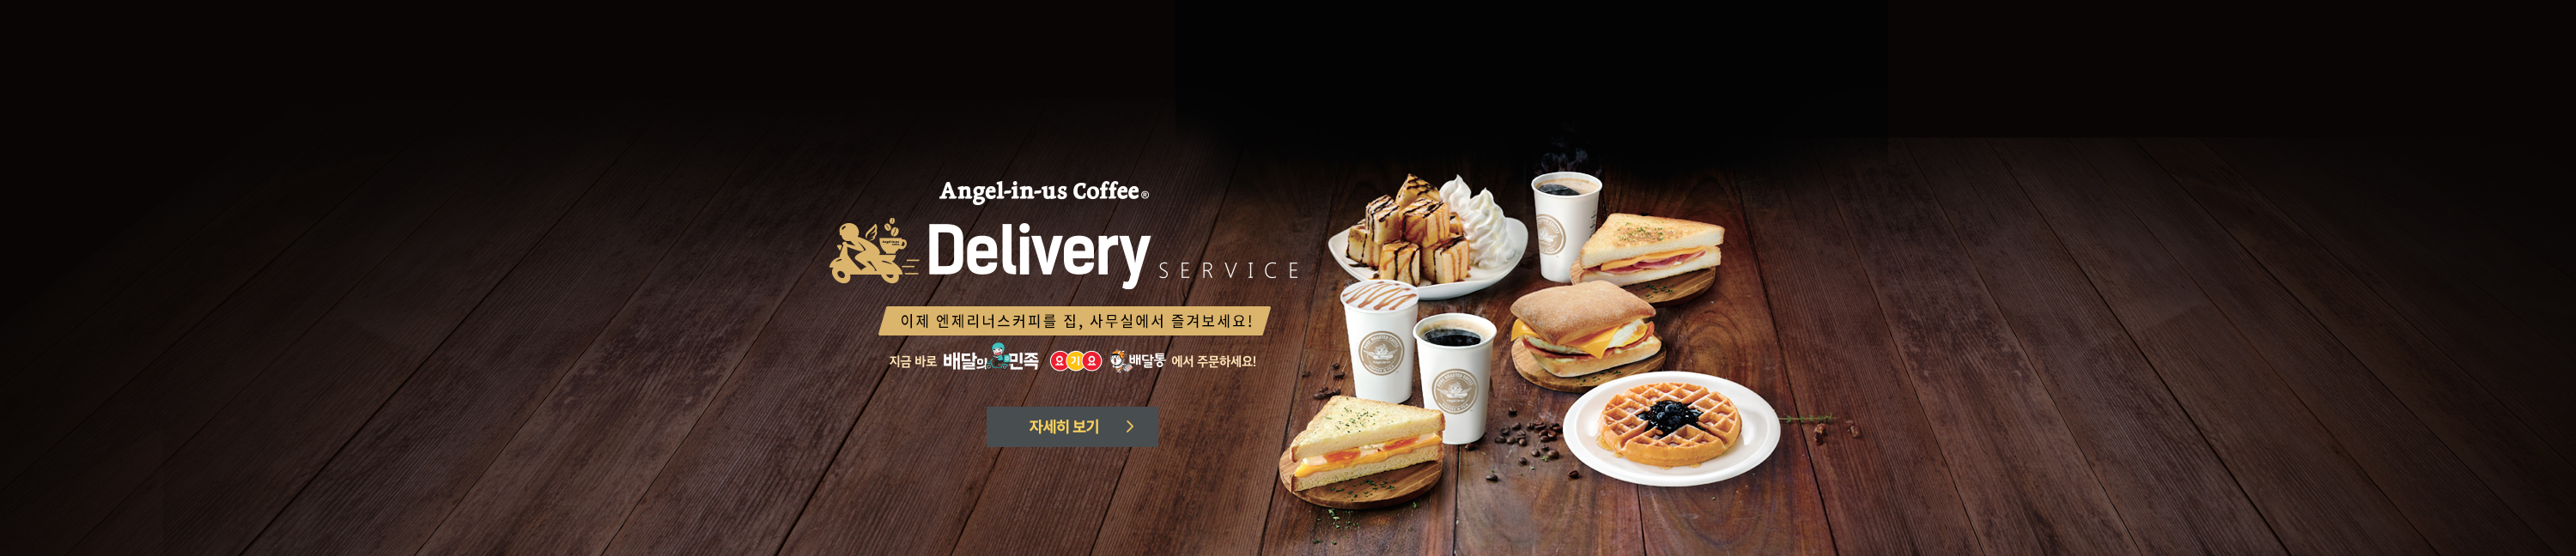 Angel-in-us Coffee®
Delivery SERVICE
이제 엔제리너스커피를 집, 사무실에서 즐겨보세요!
지금 바로 배달의민족 요기요 배달통 에서 주문하세요!
자세히 보기 >